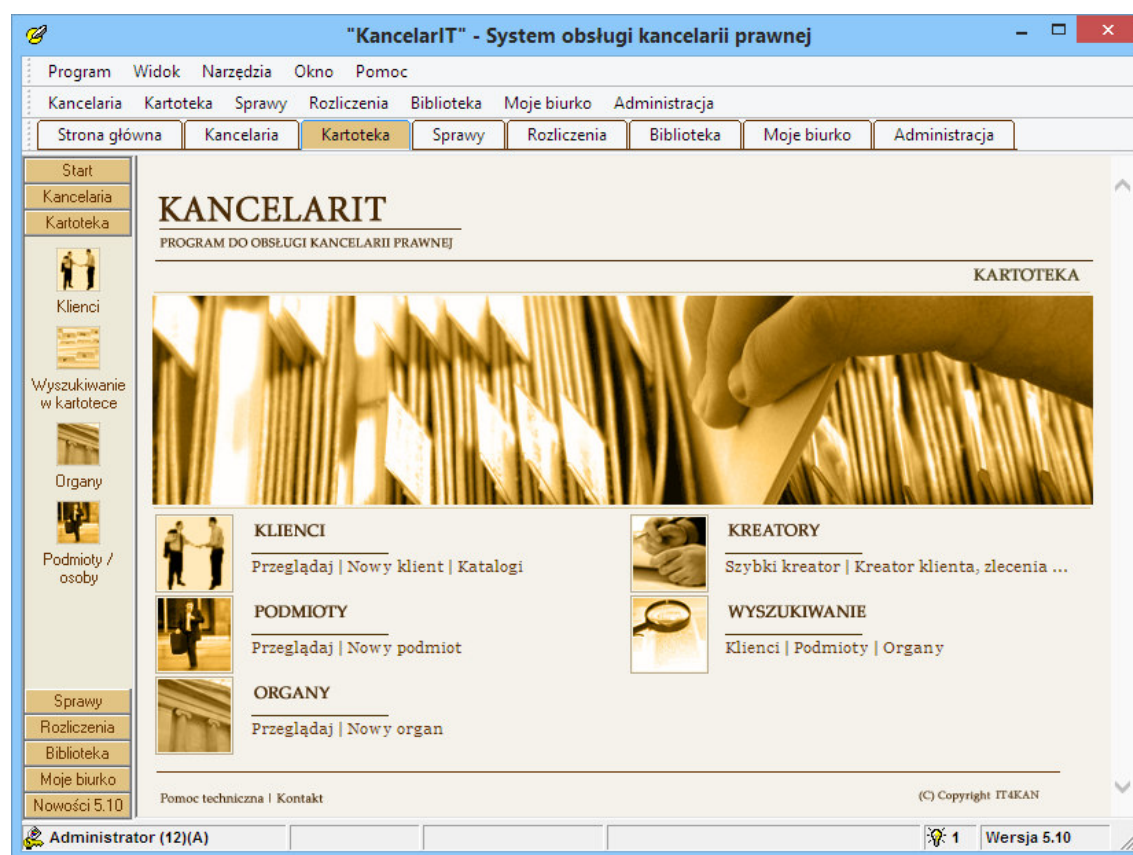 "KancelarIT" - System obsługi kancelarii prawnej
Program Widok Narzędzia Okno Pomoc
Kancelaria Kartoteka Sprawy Rozliczenia Biblioteka Moje biurko Administracja
Strona główna Kancelaria Kartoteka Sprawy Rozliczenia Biblioteka Moje biurko Administracja
Start
Kancelaria
Kartoteka
Klienci
Wyszukiwanie
w kartotece
Organy
Podmioty /
osoby
Sprawy
Rozliczenia
Biblioteka
Moje biurko
Nowości 5.10
KANCELARIT
PROGRAM DO OBSŁUGI KANCELARII PRAWNEJ
KARTOTEKA
KLIENCI
Przeglądaj | Nowy klient | Katalogi
PODMIOTY
Przeglądaj | Nowy podmiot
ORGANY
Przeglądaj | Nowy organ
KREATORY
Szybki kreator | Kreator klienta, zlecenia ...
WYSZUKIWANIE
Klienci | Podmioty | Organy
Pomoc techniczna | Kontakt
(C) Copyright IT4KAN
Administrator (12)(A) 1 Wersja 5.10